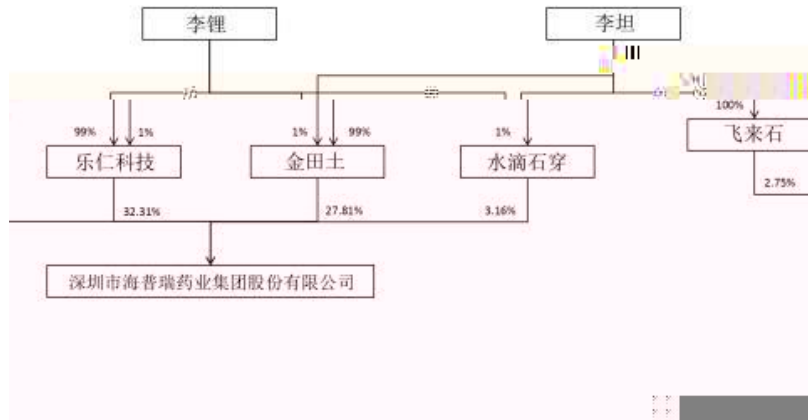 李锂 李坦
99% 1% 1% 99% 1% 100%
乐仁科技 金田土 水滴石穿 飞来石
32.31% 27.81% 3.16% 2.75%
深圳市海普瑞药业集团股份有限公司